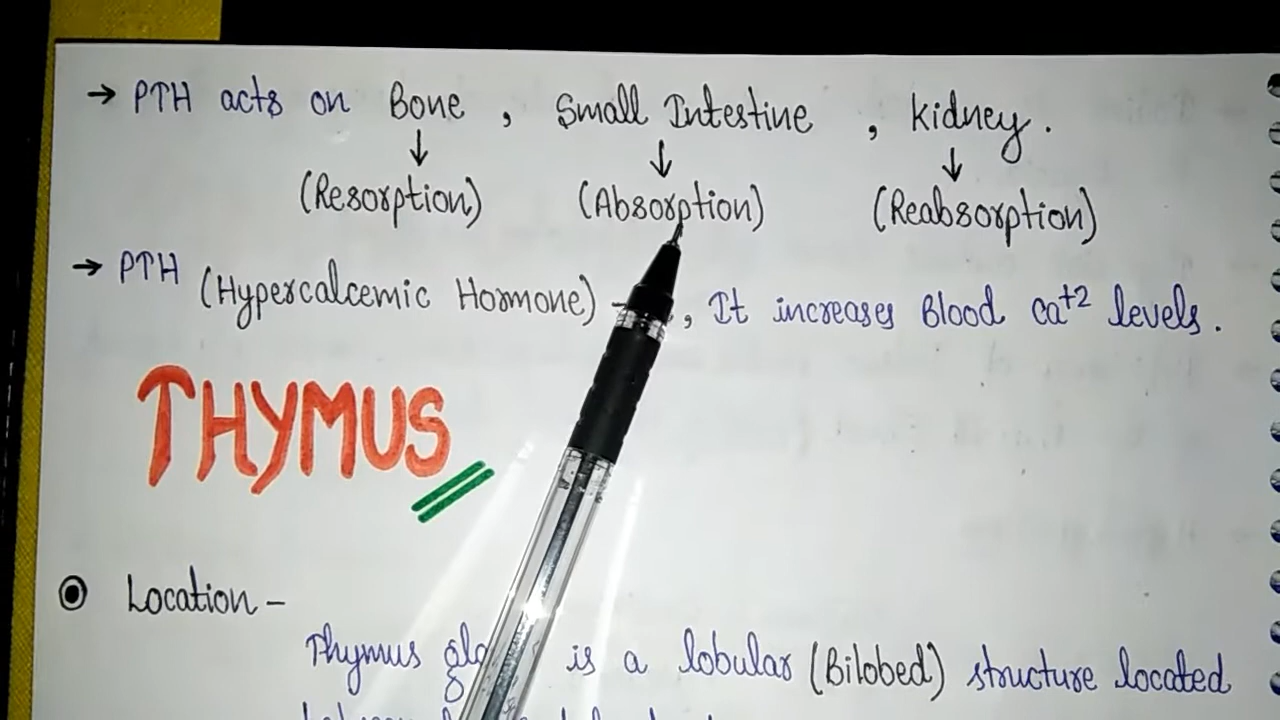 → PTH acts on Bone , Small Intestine , kidney .
↓ ↓ ↓
(Resorption) (Absorption) (Reabsorption)
→ PTH (Hypercalcemic Hormone) - , It increases Blood Ca+2 levels .
THYMUS
Location -
Thymus is a lobular (Bilobed) structure located